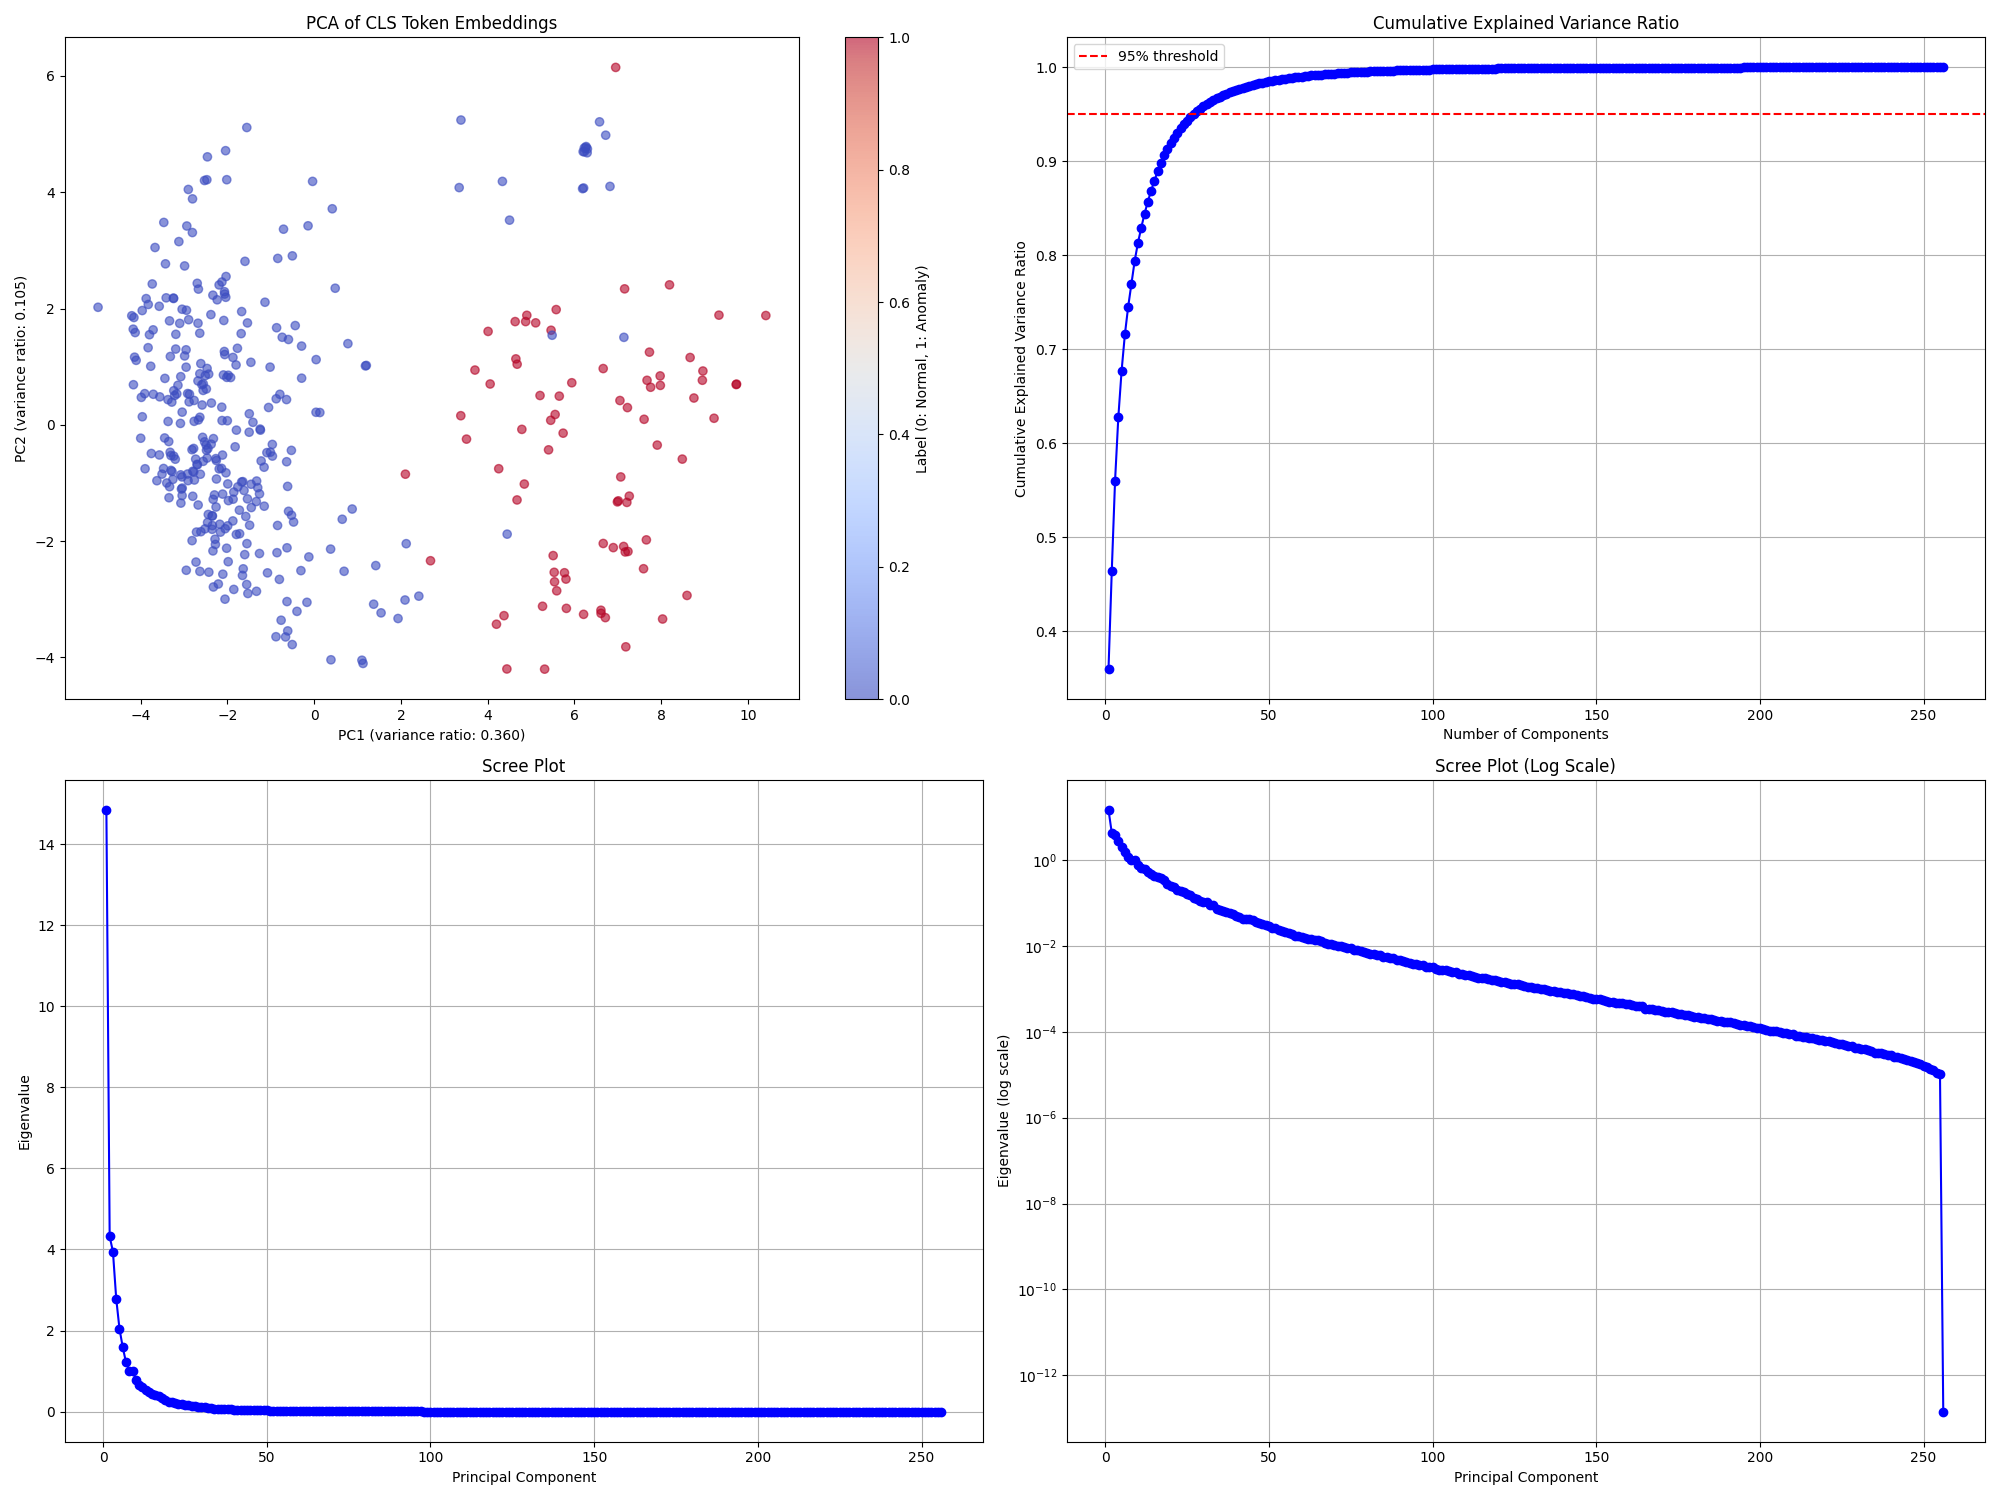 PCA of CLS Token Embeddings
6
4
2
0
−2
−4
PC2 (variance ratio: 0.105)
−4 −2 0 2 4 6 8 10
PC1 (variance ratio: 0.360)
1.0
0.8
0.6
0.4
0.2
0.0
Label (0: Normal, 1: Anomaly)
Cumulative Explained Variance Ratio
95% threshold
1.0
0.9
0.8
0.7
0.6
0.5
0.4
Cumulative Explained Variance Ratio
0 50 100 150 200 250
Number of Components
Scree Plot
14
12
10
8
6
4
2
0
Eigenvalue
0 50 100 150 200 250
Principal Component
Scree Plot (Log Scale)
10⁰
10⁻²
10⁻⁴
10⁻⁶
10⁻⁸
10⁻¹⁰
10⁻¹²
Eigenvalue (log scale)
0 50 100 150 200 250
Principal Component